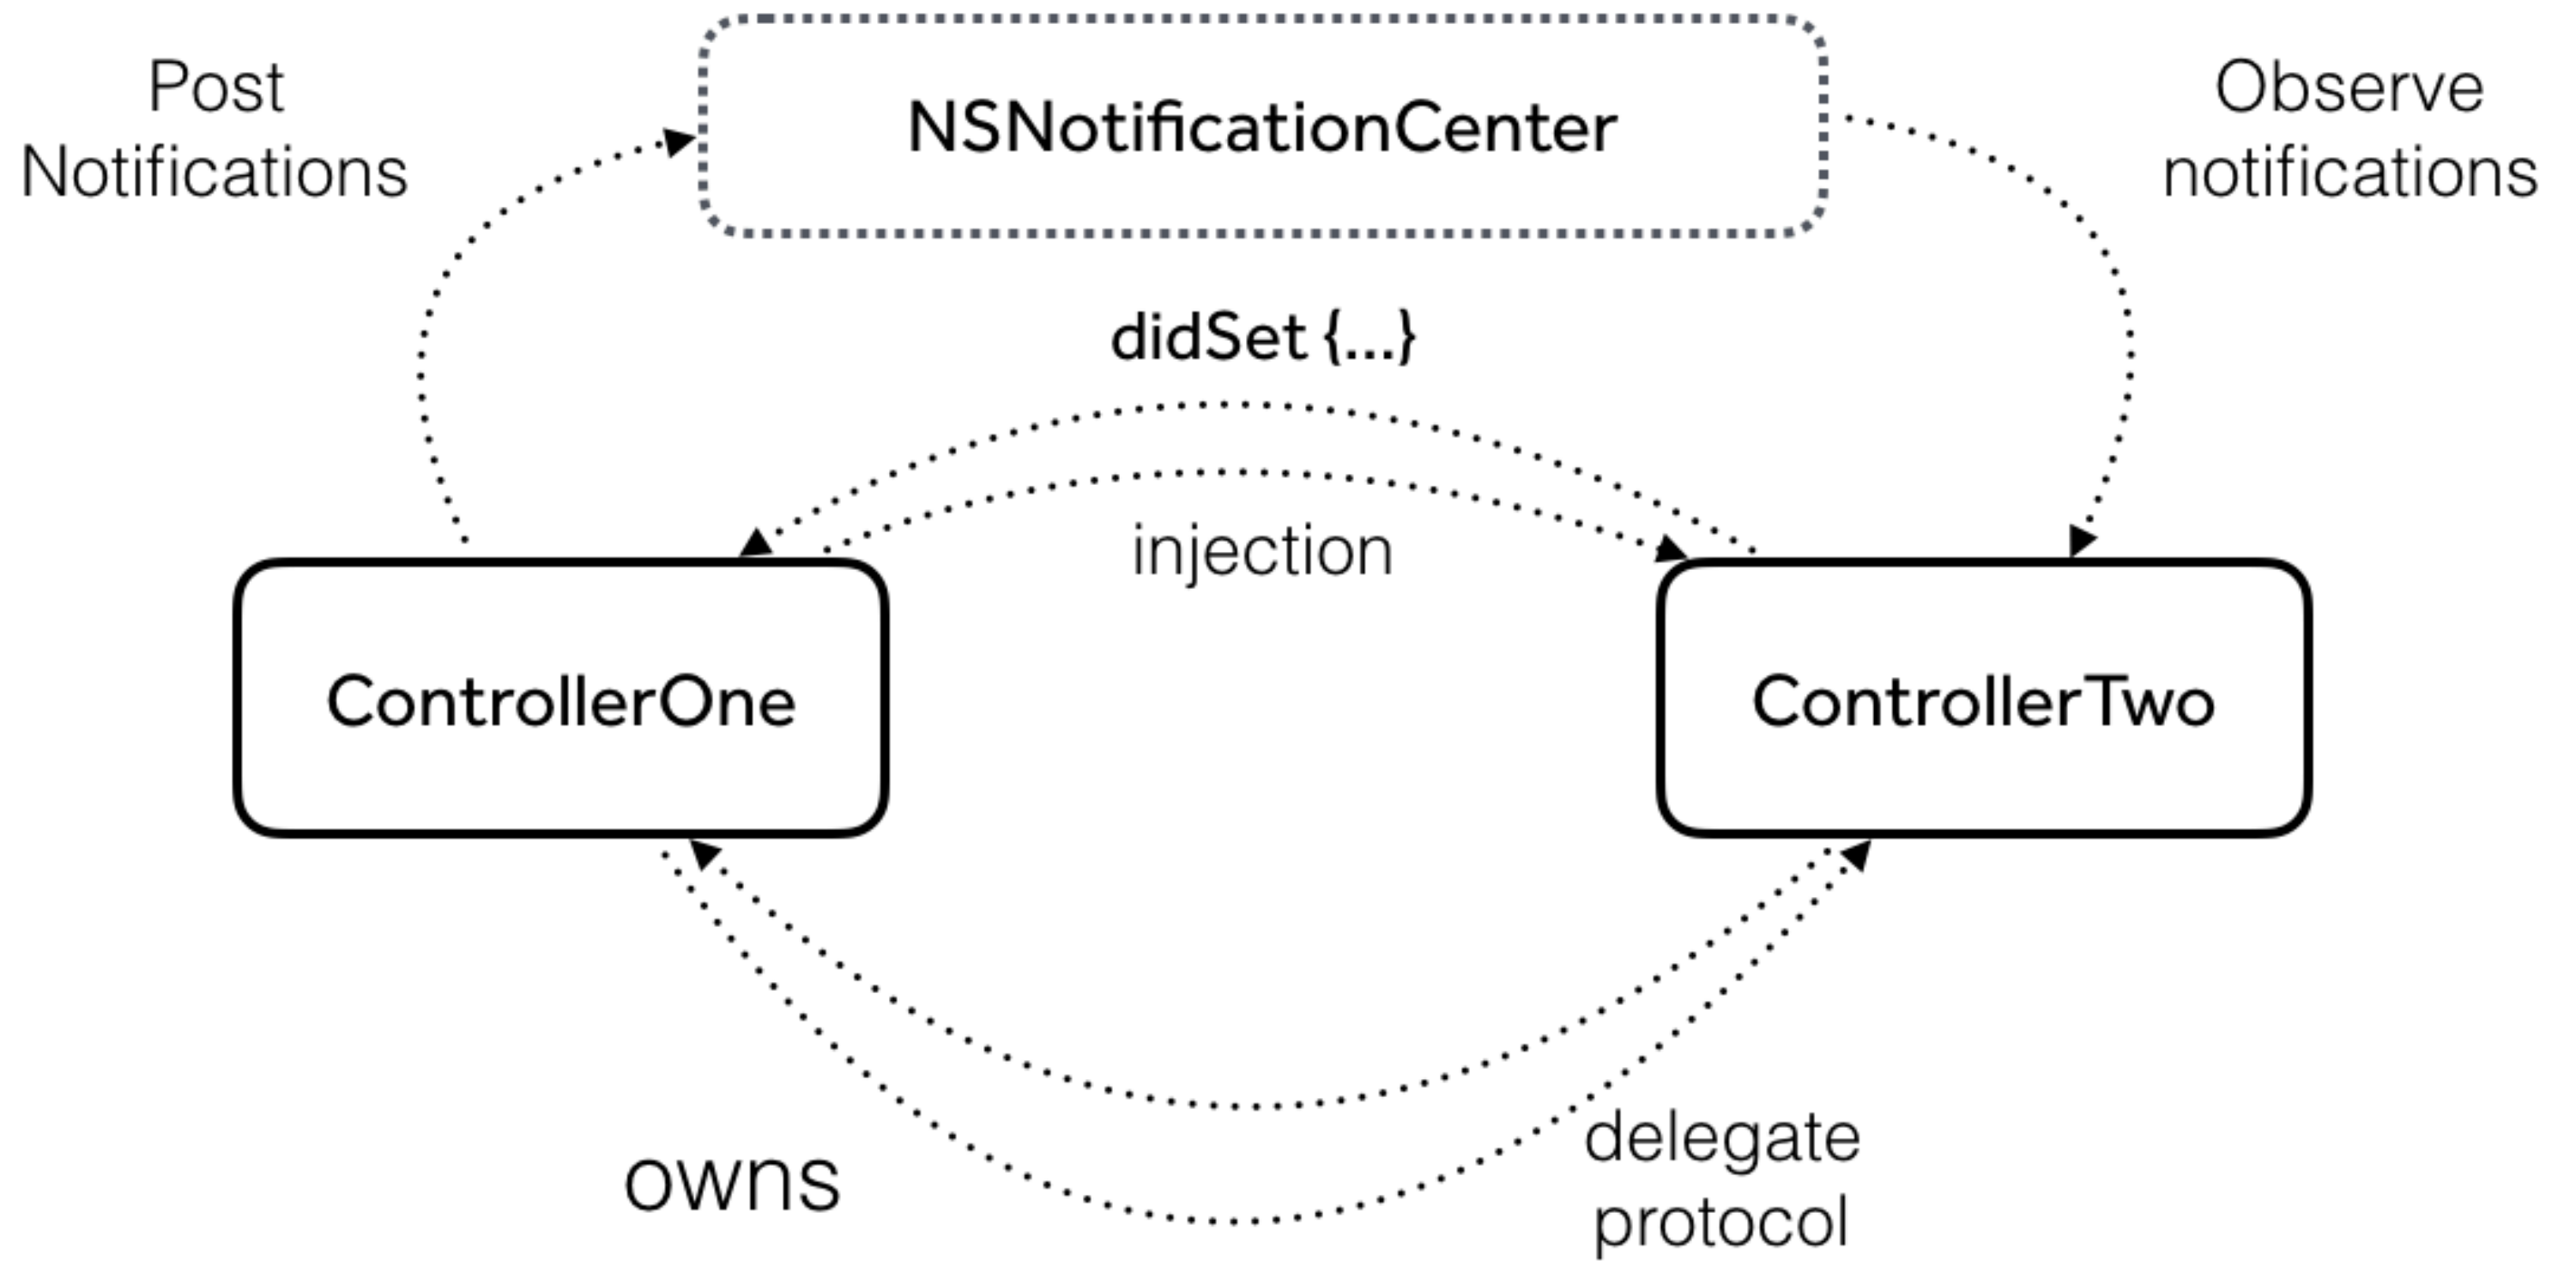 Post
Notifications
NSNotificationCenter
Observe
notifications
didSet {...}
injection
ControllerOne
ControllerTwo
owns
delegate
protocol